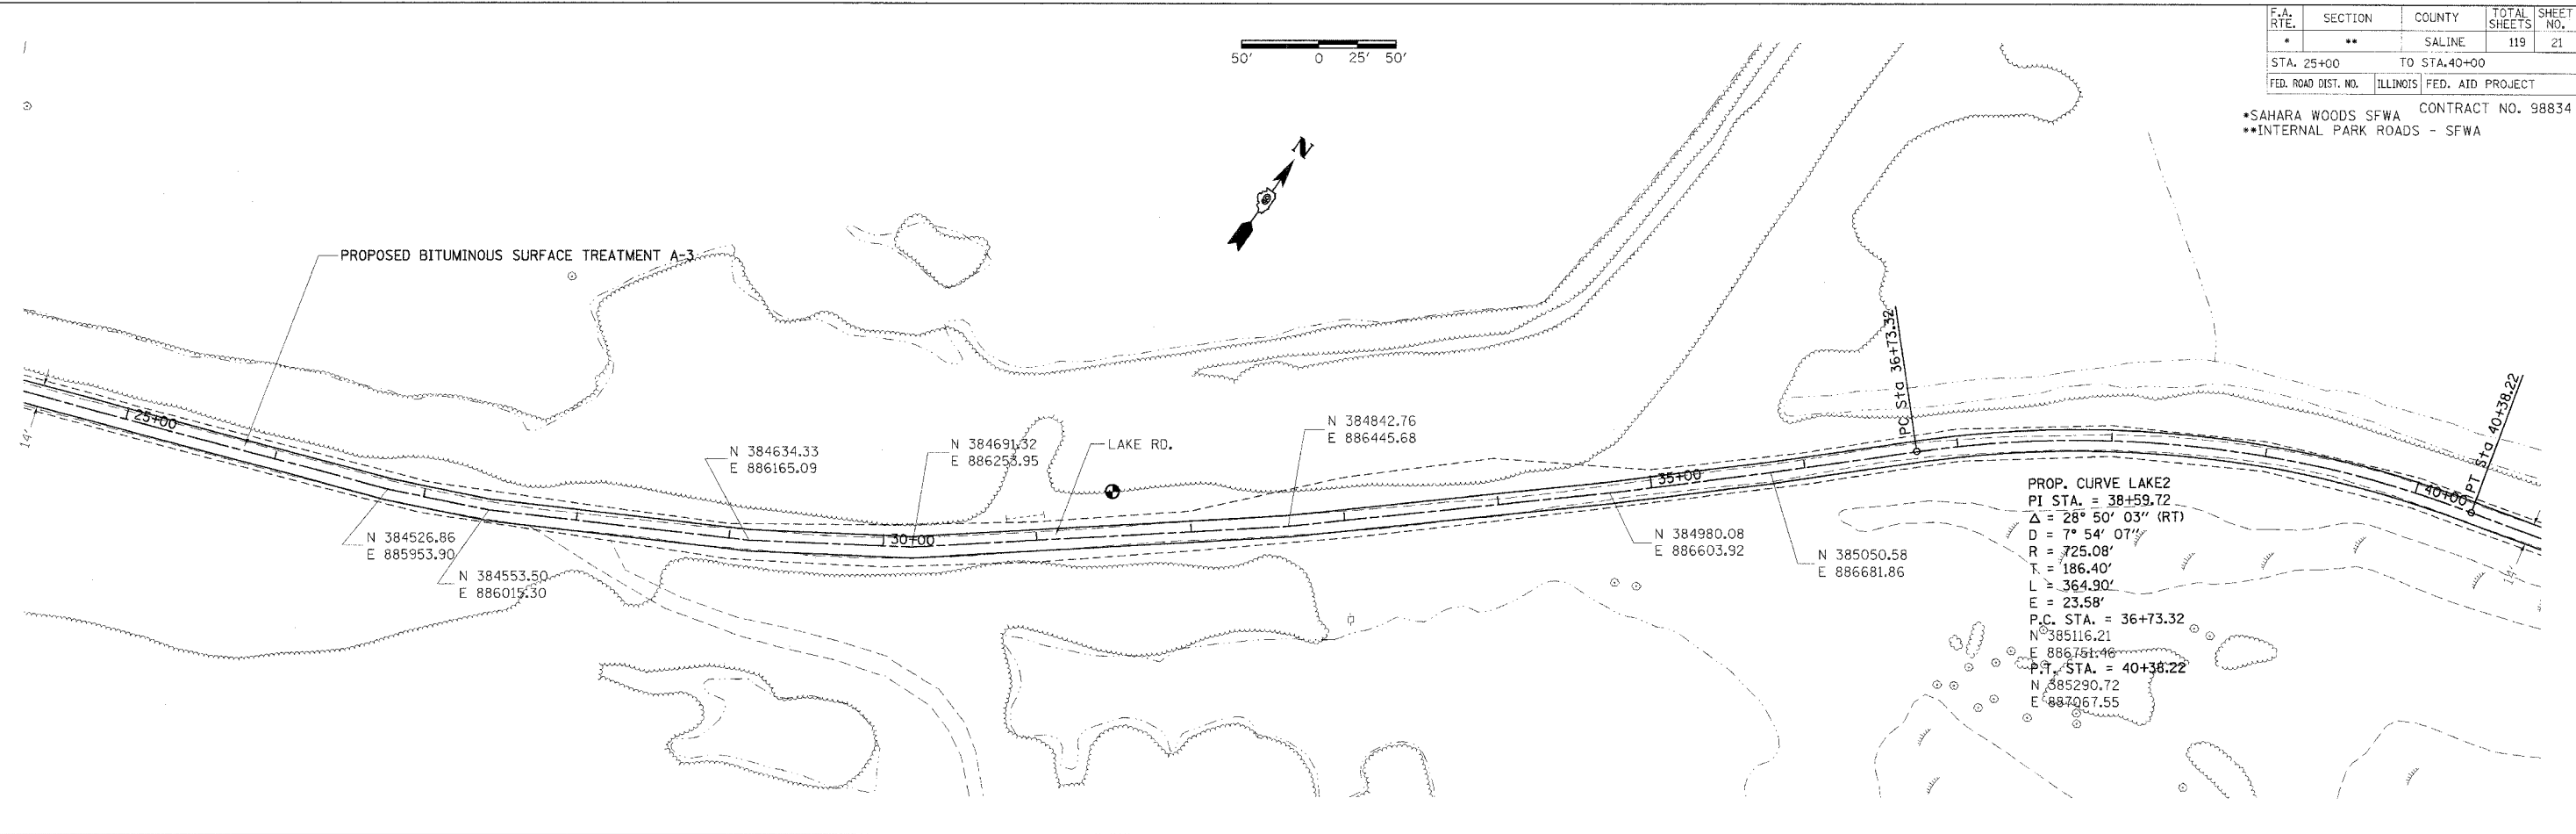 F.A. RTE. SECTION COUNTY TOTAL SHEETS SHEET NO.
* ** SALINE 119 21
STA. 25+00 TO STA.40+00
FED. ROAD DIST. NO. ILLINOIS FED. AID PROJECT
CONTRACT NO. 98834
*SAHARA WOODS SFWA
**INTERNAL PARK ROADS - SFWA
50' 0 25' 50'
N
PROPOSED BITUMINOUS SURFACE TREATMENT A-3
14'
25+00
N 384526.86
E 885953.90
N 384553.50
E 886015.30
N 384634.33
E 886165.09
N 384691.32
E 886253.95
30+00
LAKE RD.
N 384842.76
E 886445.68
35+00
N 384980.08
E 886603.92
N 385050.58
E 886681.86
PC Sta 36+73.32
PROP. CURVE LAKE2
PI STA. = 38+59.72
Δ = 28° 50' 03" (RT)
D = 7° 54' 07"
R = 725.08'
T = 186.40'
L = 364.90'
E = 23.58'
P.C. STA. = 36+73.32
N 385116.21
E 886751.46
P.T. STA. = 40+38.22
N 385290.72
E 887067.55
40+00
PT Sta 40+38.22